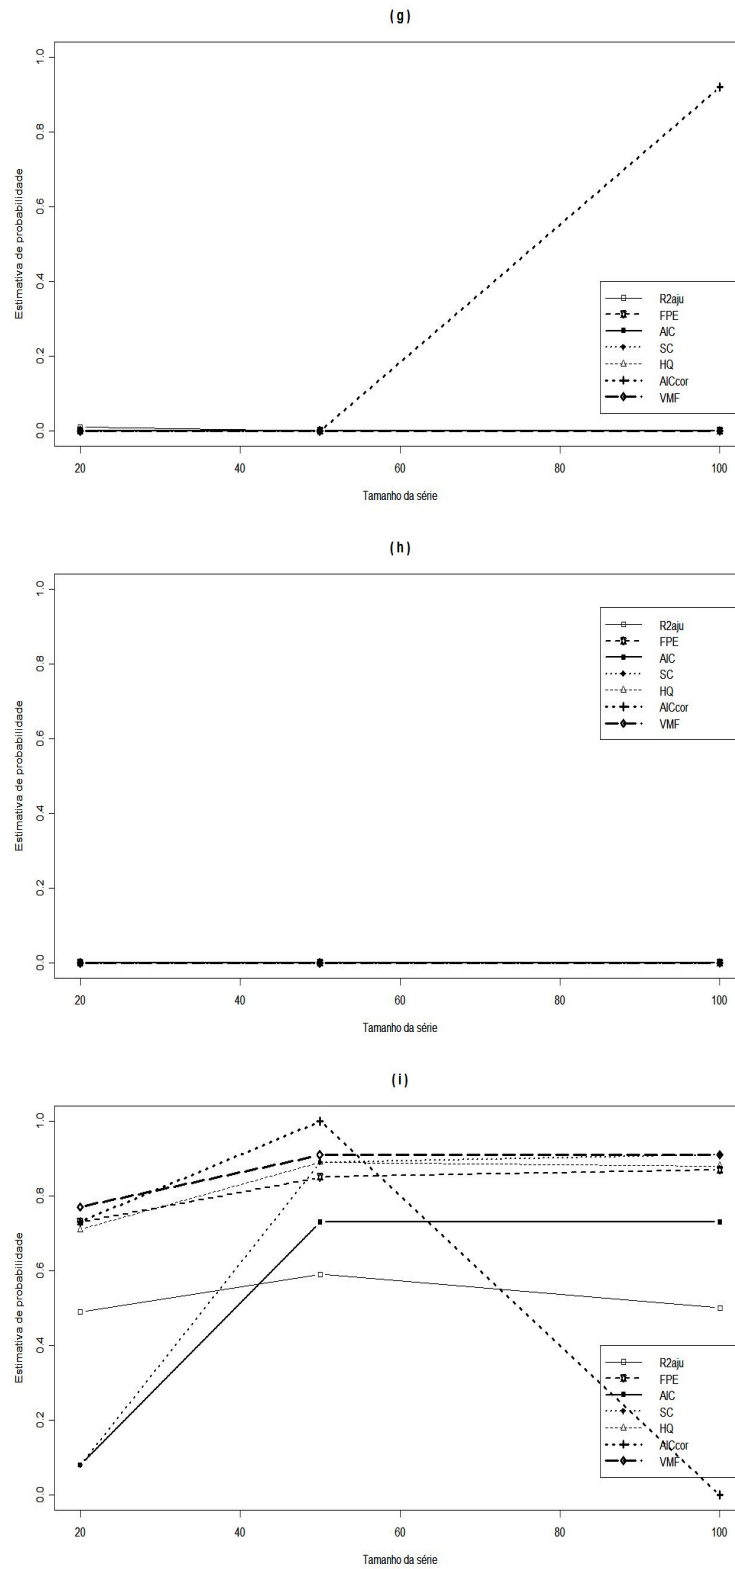 (g)
1.0
0.8
0.6
0.4
0.2
0.0
Estimativa de probabilidade
R2aju
FPE
AIC
SC
HQ
AICcor
VMF
20 40 60 80 100
Tamanho da série
(h)
1.0
0.8
0.6
0.4
0.2
0.0
Estimativa de probabilidade
R2aju
FPE
AIC
SC
HQ
AICcor
VMF
20 40 60 80 100
Tamanho da série
(i)
1.0
0.8
0.6
0.4
0.2
0.0
Estimativa de probabilidade
R2aju
FPE
AIC
SC
HQ
AICcor
VMF
20 40 60 80 100
Tamanho da série